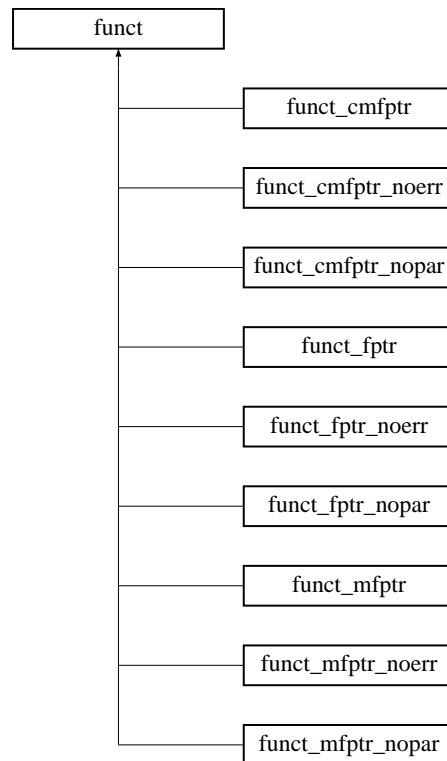 funct
funct_cmfptr
funct_cmfptr_noerr
funct_cmfptr_nopar
funct_fptr
funct_fptr_noerr
funct_fptr_nopar
funct_mfptr
funct_mfptr_noerr
funct_mfptr_nopar